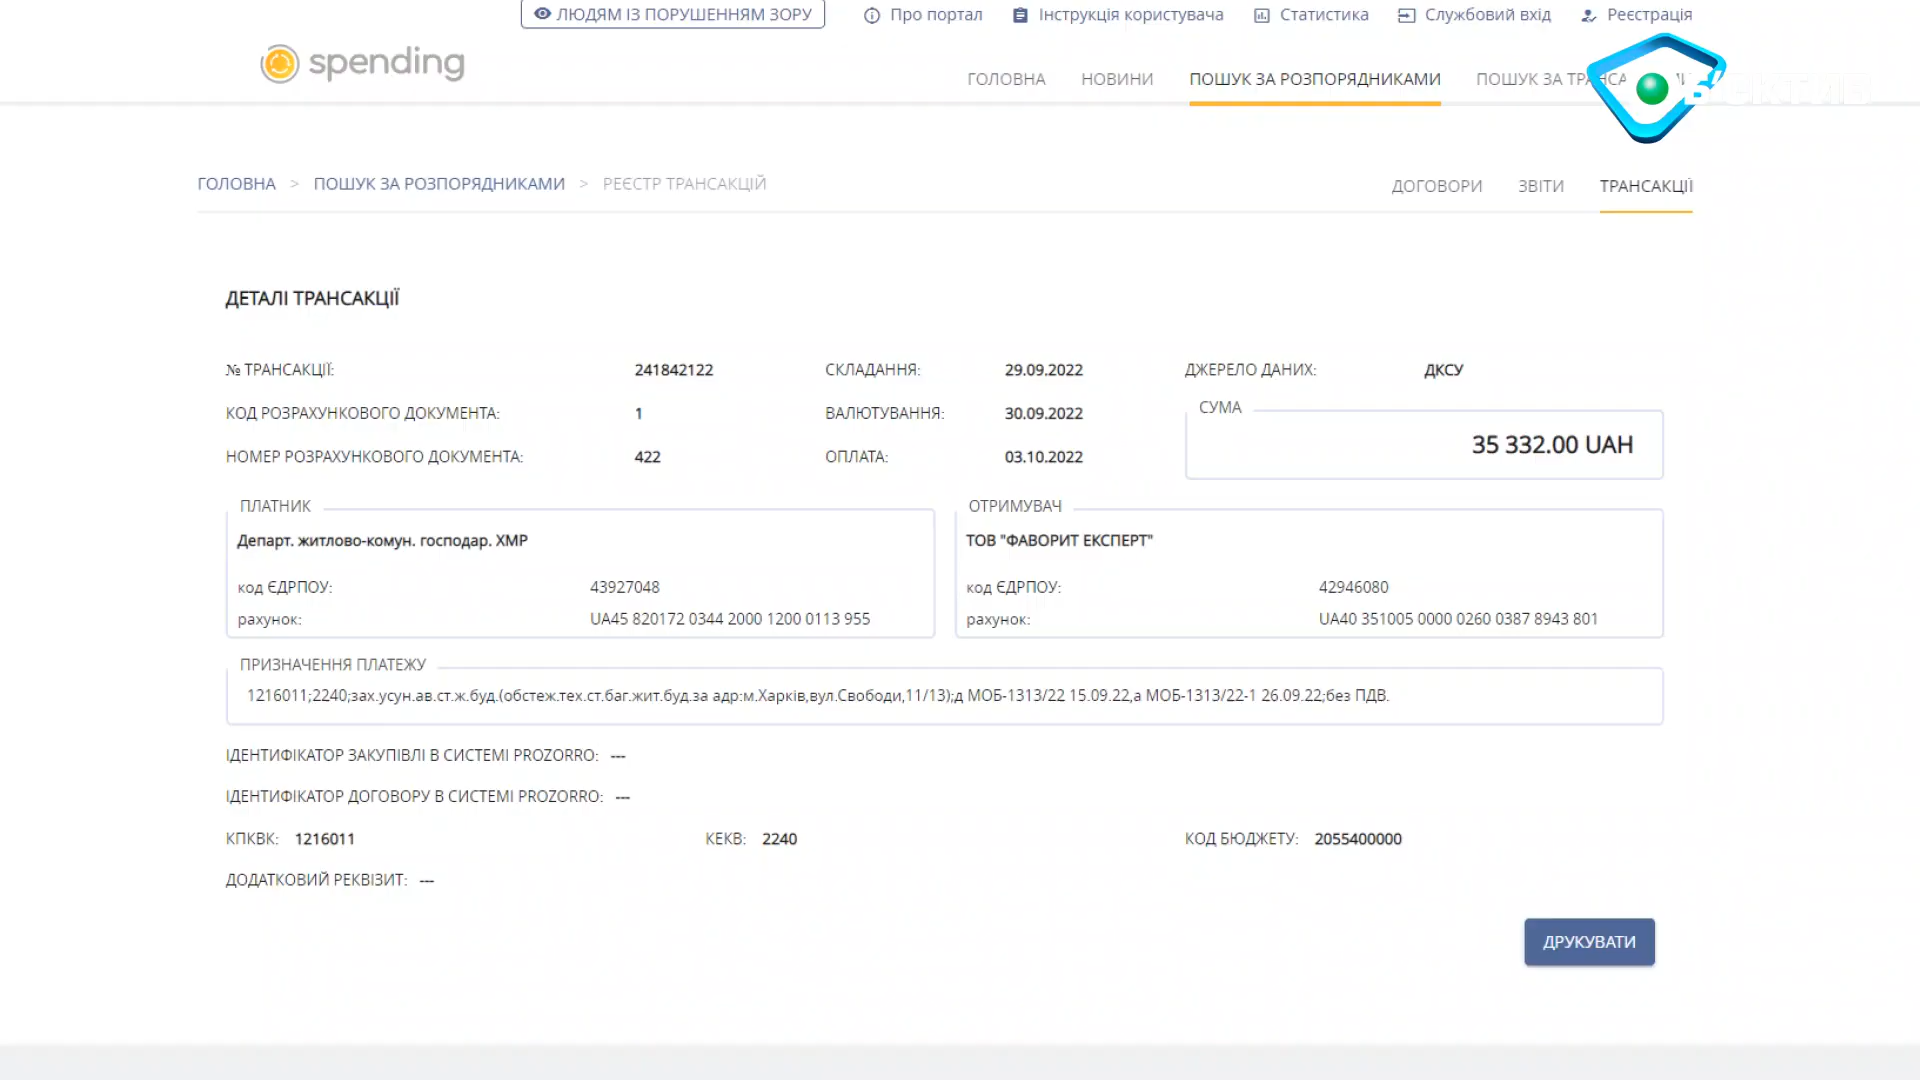 ЛЮДЯМ ІЗ ПОРУШЕННЯМ ЗОРУ Про портал Інструкція користувача Статистика Службовий вхід Реєстрація
spending
ГОЛОВНА НОВИНИ ПОШУК ЗА РОЗПОРЯДНИКАМИ ПОШУК ЗА
ГОЛОВНА > ПОШУК ЗА РОЗПОРЯДНИКАМИ > РЕЄСТР ТРАНСАКЦІЙ ДОГОВОРИ ЗВІТИ ТРАНСАКЦІЇ
ДЕТАЛІ ТРАНСАКЦІЇ
№ ТРАНСАКЦІЇ: 241842122 СКЛАДАННЯ: 29.09.2022 ДЖЕРЕЛО ДАНИХ: ДКСУ
КОД РОЗРАХУНКОВОГО ДОКУМЕНТА: 1 ВАЛЮТУВАННЯ: 30.09.2022 СУМА
35 332.00 UAH
НОМЕР РОЗРАХУНКОВОГО ДОКУМЕНТА: 422 ОПЛАТА: 03.10.2022
ПЛАТНИК
Департ. житлово-комун. господар. ХМР
код ЄДРПОУ: 43927048
рахунок: UA45 820172 0344 2000 1200 0113 955
ОТРИМУВАЧ
ТОВ "ФАВОРИТ ЕКСПЕРТ"
код ЄДРПОУ: 42946080
рахунок: UA40 351005 0000 0260 0387 8943 801
ПРИЗНАЧЕННЯ ПЛАТЕЖУ
1216011;2240;зах.усун.ав.ст.ж.буд.(обстеж.тех.ст.баг.жит.буд.за адр:м.Харків,вул.Свободи,11/13);д МОБ-1313/22 15.09.22,а МОБ-1313/22-1 26.09.22;без ПДВ.
ІДЕНТИФІКАТОР ЗАКУПІВЛІ В СИСТЕМІ PROZORRO: ---
ІДЕНТИФІКАТОР ДОГОВОРУ В СИСТЕМІ PROZORRO: ---
КПКВК: 1216011 КЕКВ: 2240 КОД БЮДЖЕТУ: 2055400000
ДОДАТКОВИЙ РЕКВІЗИТ: ---
ДРУКУВАТИ